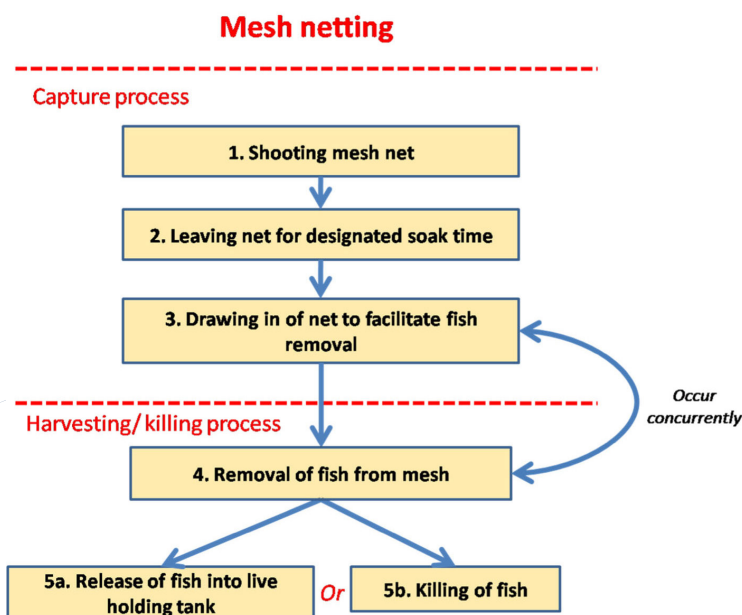 Mesh netting
Capture process
1. Shooting mesh net
2. Leaving net for designated soak time
3. Drawing in of net to facilitate fish
removal
Occur
concurrently
Harvesting/ killing process
4. Removal of fish from mesh
5a. Release of fish into live
holding tank
Or
5b. Killing of fish